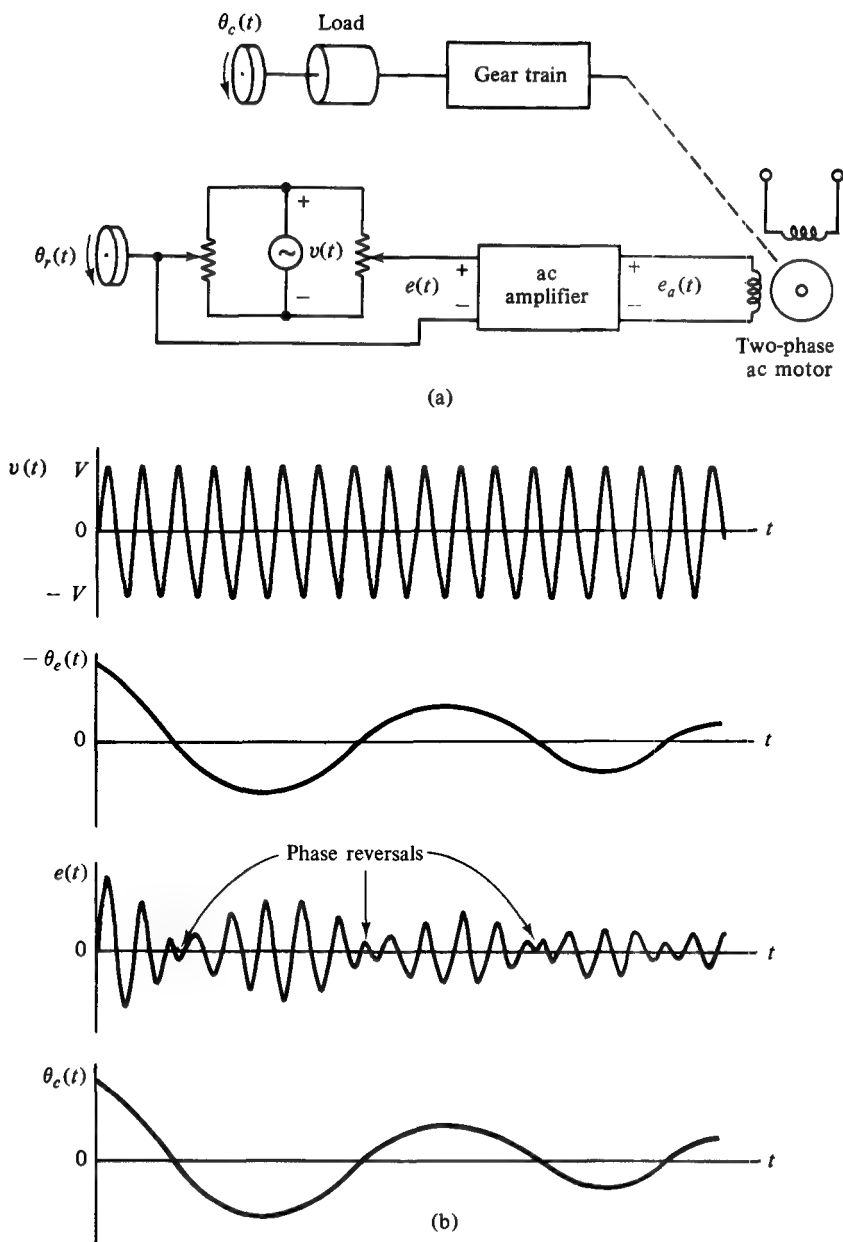 θc(t) Load
Gear train
θr(t)
+
v(t)
−
+
e(t)
−
ac
amplifier
+
ea(t)
−
Two-phase
ac motor
(a)
v(t) V
0 t
− V
− θe(t)
0 t
Phase reversals
e(t)
0 t
θc(t)
0 t
(b)